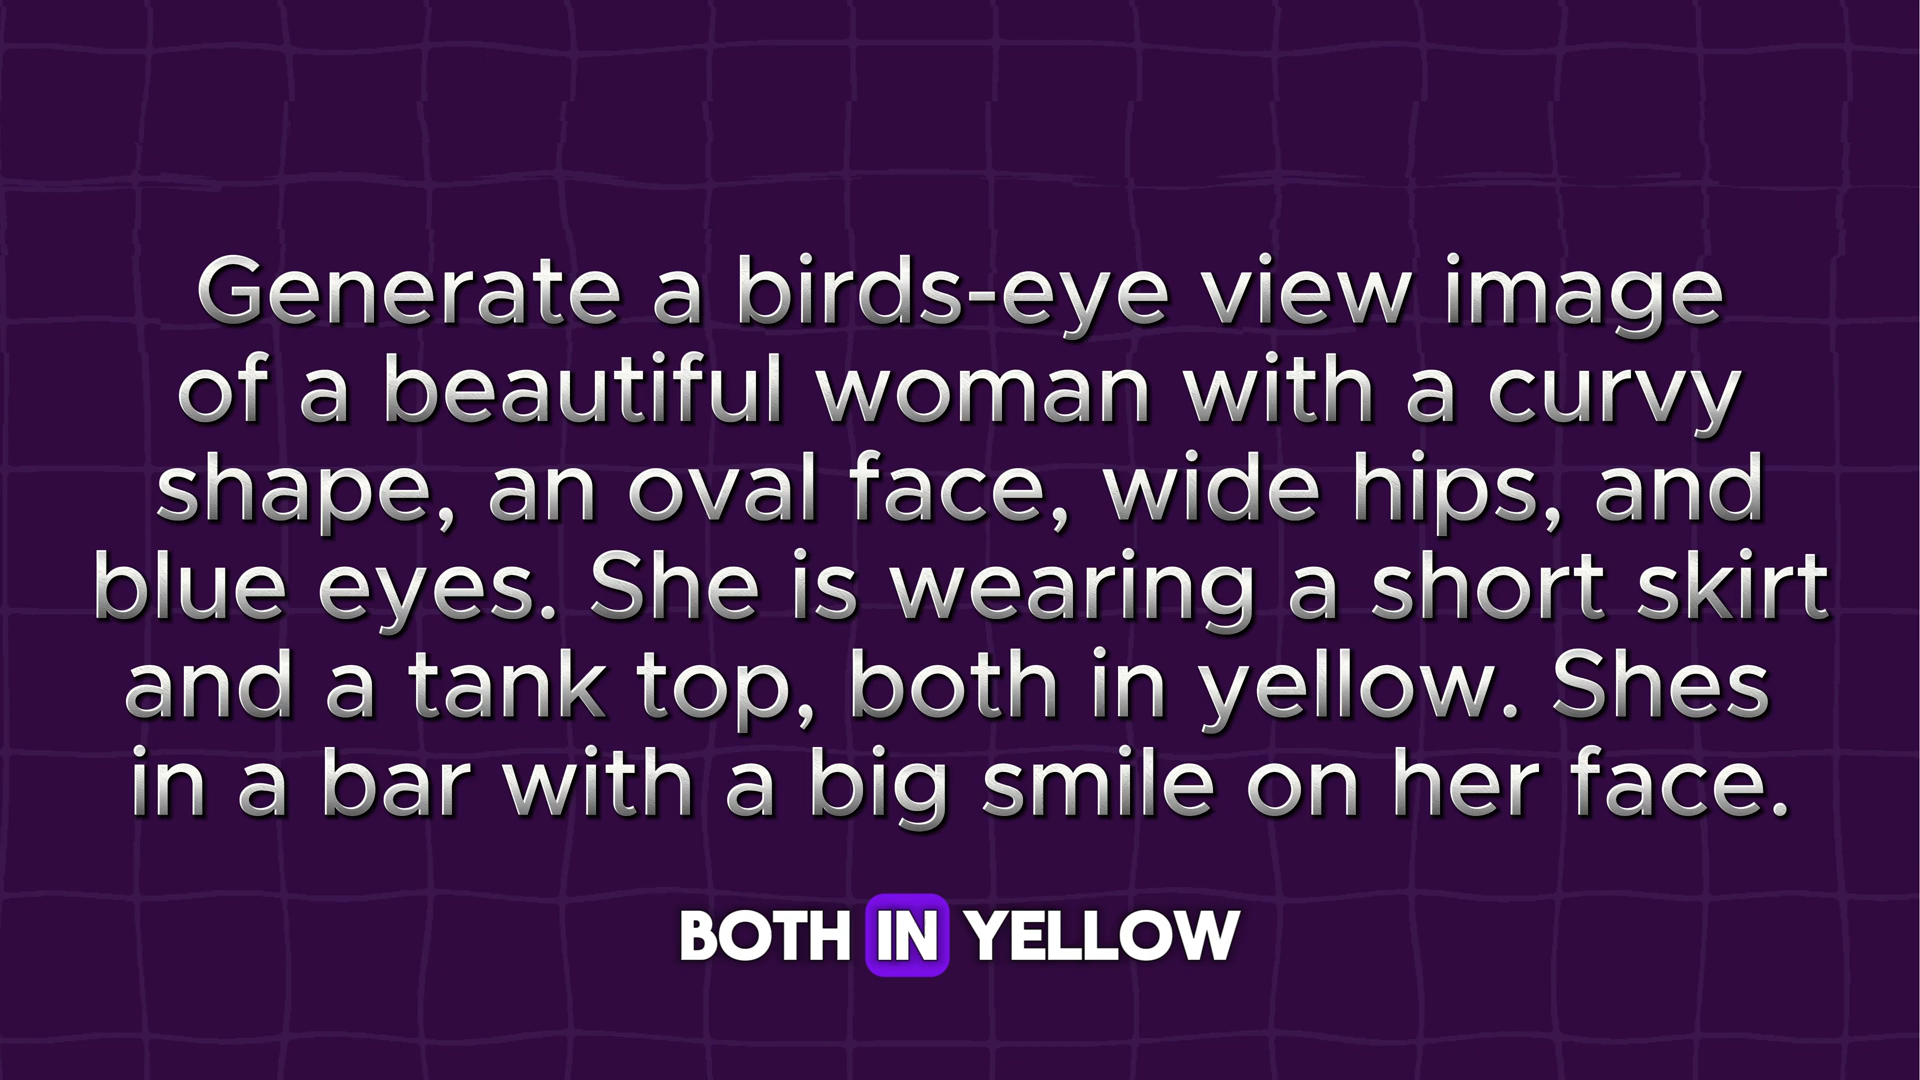 Generate a birds-eye view image
of a beautiful woman with a curvy
shape, an oval face, wide hips, and
blue eyes. She is wearing a short skirt
and a tank top, both in yellow. Shes
in a bar with a big smile on her face.
BOTH IN YELLOW